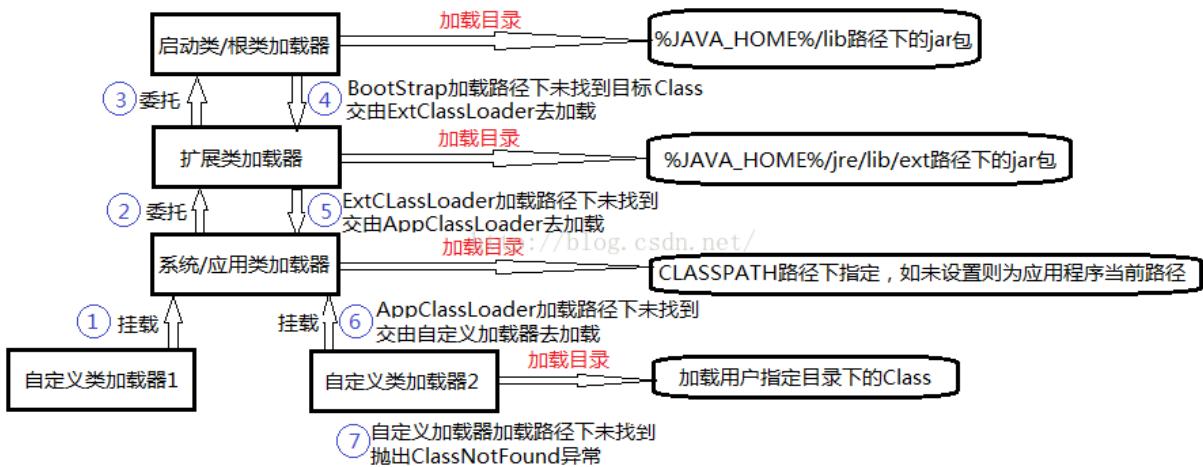 加载目录
启动类/根类加载器
%JAVA_HOME%/lib路径下的jar包
③ 委托
④ BootStrap加载路径下未找到目标Class
交由ExtClassLoader去加载
加载目录
扩展类加载器
%JAVA_HOME%/jre/lib/ext路径下的jar包
② 委托
⑤ ExtCLassLoader加载路径下未找到
交由AppClassLoader去加载
://blog.csdn.net/
加载目录
系统/应用类加载器
CLASSPATH路径下指定，如未设置则为应用程序当前路径
① 挂载
挂载
⑥ AppClassLoader加载路径下未找到
交由自定义加载器去加载
加载目录
自定义类加载器1
自定义类加载器2
加载用户指定目录下的Class
⑦ 自定义加载器加载路径下未找到
抛出ClassNotFound异常